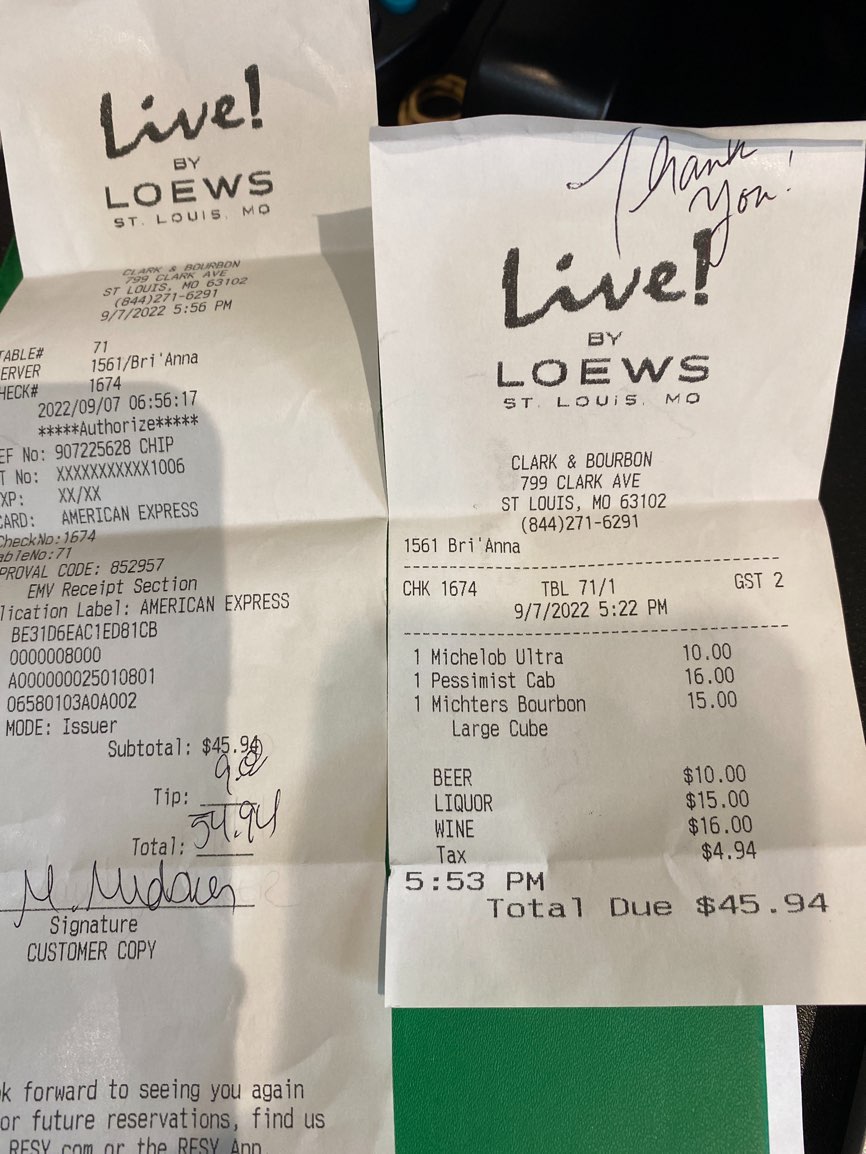 Live!
BY
LOEWS
ST. LOUIS, MO
CLARK & BOURBON
799 CLARK AVE
ST LOUIS, MO 63102
(844)271-6291
9/7/2022 5:56 PM
TABLE# 71
ERVER 1561/Bri'Anna
HECK# 1674
2022/09/07 06:56:17
*****Authorize*****
EF No: 907225628 CHIP
T No: XXXXXXXXXXX1006
XP: XX/XX
CARD: AMERICAN EXPRESS
CheckNo:1674
ableNo:71
PROVAL CODE: 852957
EMV Receipt Section
lication Label: AMERICAN EXPRESS
BE31D6EAC1ED81CB
0000008000
A000000025010801
06580103A0A002
MODE: Issuer
Subtotal: $45.94
Tip: 9.00
Total: 54.94
Signature
CUSTOMER COPY
k forward to seeing you again
or future reservations, find us
RESY.com or the RESY App
Thank
you!
Live!
BY
LOEWS
ST. LOUIS, MO
CLARK & BOURBON
799 CLARK AVE
ST LOUIS, MO 63102
(844)271-6291
1561 Bri'Anna
CHK 1674 TBL 71/1 GST 2
9/7/2022 5:22 PM
1 Michelob Ultra 10.00
1 Pessimist Cab 16.00
1 Michters Bourbon 15.00
Large Cube
BEER $10.00
LIQUOR $15.00
WINE $16.00
Tax $4.94
5:53 PM
Total Due $45.94